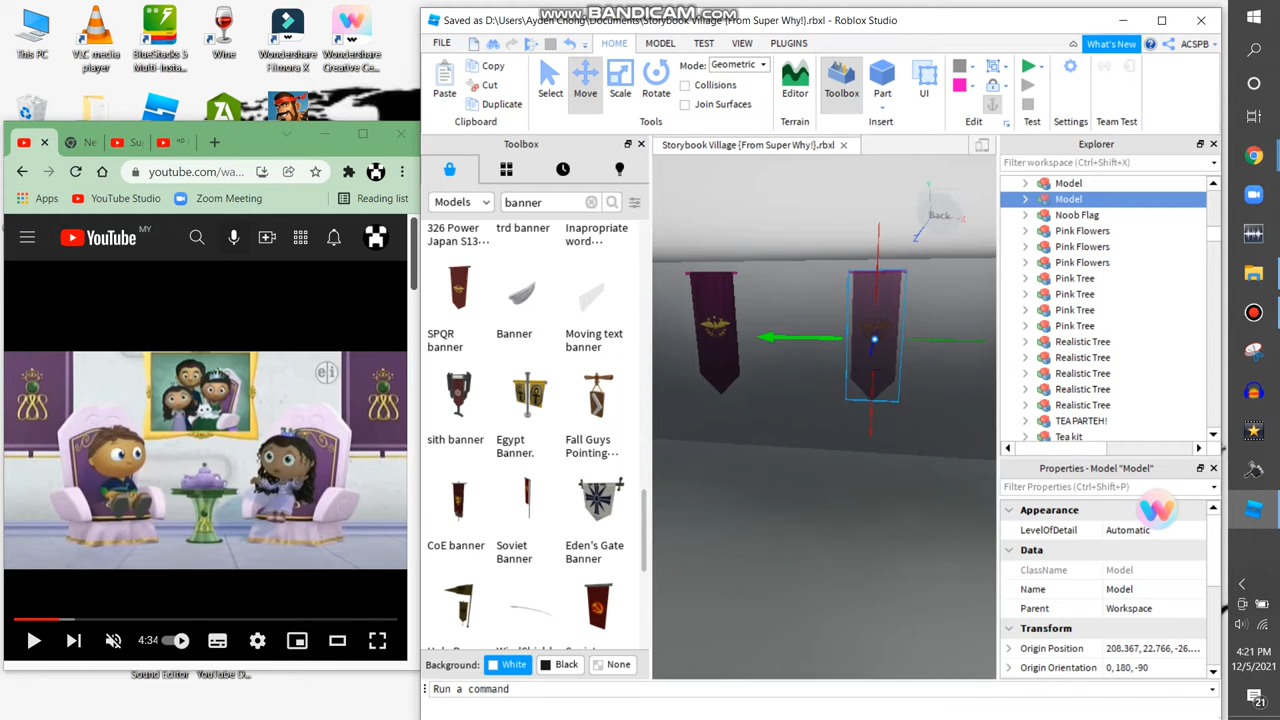 WWW.BANDICAM.COM
Saved as D:\Users\Ayden Chong\Documents\Storybook Village {From Super Why!}.rbxl - Roblox Studio
FILE HOME MODEL TEST VIEW PLUGINS What's New ACSPB
This PC
VLC media player
BlueStacks 5 Multi-Insta...
Wine
Wondershare Filmora X
Wondershare Creative Ce...
Paste Copy Cut Duplicate
Clipboard
Select Move Scale Rotate
Mode: Geometric
Collisions
Join Surfaces
Tools
Editor
Terrain
Toolbox Part UI
Insert
Edit
Test
Settings
Team Test
Ne
Su
HD
youtube.com/wa...
Apps YouTube Studio Zoom Meeting Reading list
YouTube MY
ei
4:34
Sound Editor YouTube D...
Toolbox
Models banner
326 Power Japan S13...
trd banner
Inapropriate word...
SPQR banner
Banner
Moving text banner
sith banner
Egypt Banner.
Fall Guys Pointing...
CoE banner
Soviet Banner
Eden's Gate Banner
Background: White Black None
Run a command
Storybook Village {From Super Why!}.rbxl
Back
Z
Explorer
Filter workspace (Ctrl+Shift+X)
Model
Model
Noob Flag
Pink Flowers
Pink Flowers
Pink Flowers
Pink Tree
Pink Tree
Pink Tree
Pink Tree
Realistic Tree
Realistic Tree
Realistic Tree
Realistic Tree
Realistic Tree
TEA PARTEH!
Tea kit
Properties - Model "Model"
Filter Properties (Ctrl+Shift+P)
Appearance
LevelOfDetail Automatic
Data
ClassName Model
Name Model
Parent Workspace
Transform
Origin Position 208.367, 22.766, -26....
Origin Orientation 0, 180, -90
4:21 PM
12/5/2021
21